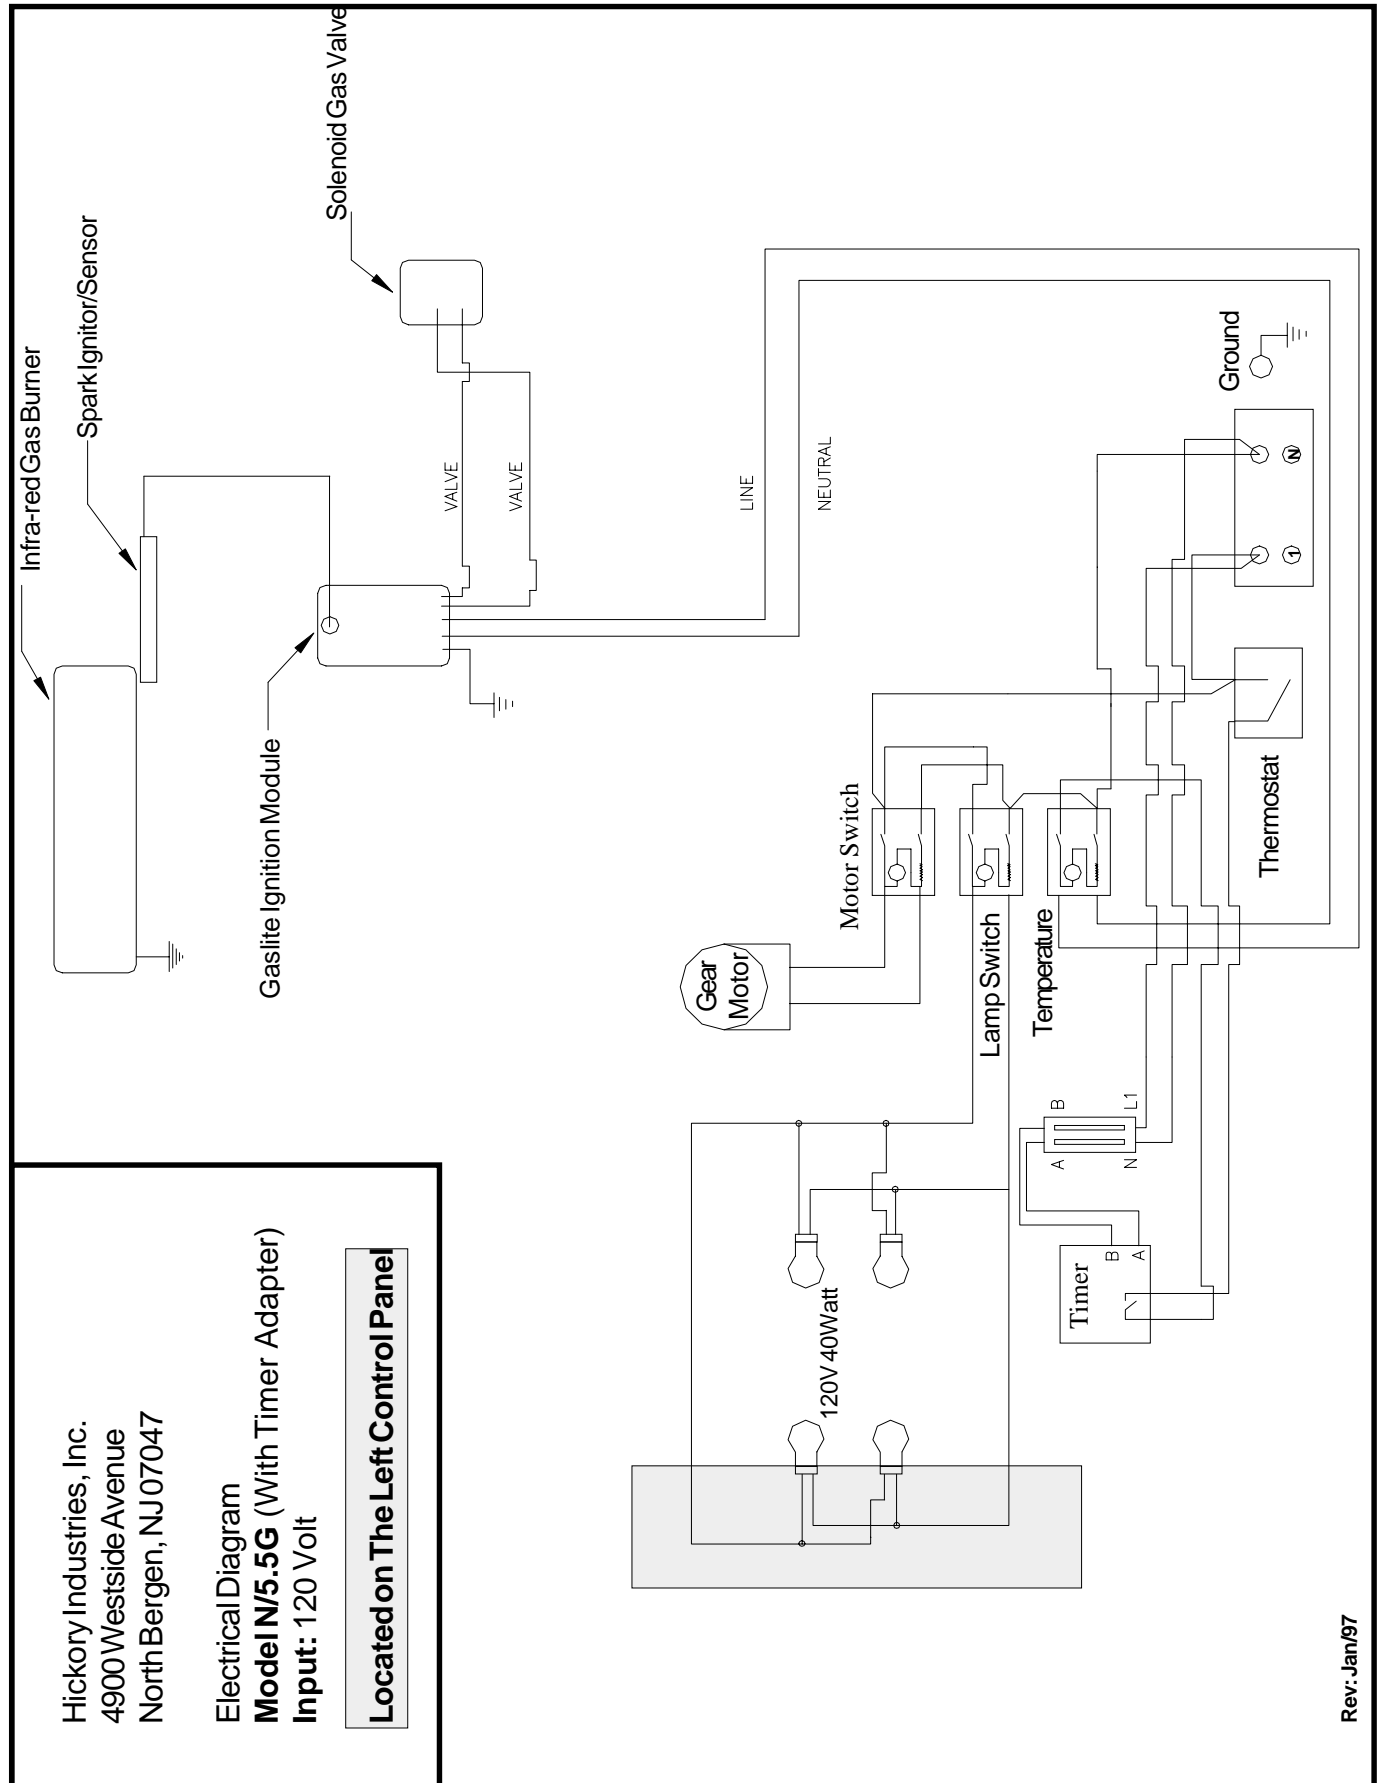 Hickory Industries, Inc.
4900 Westside Avenue
North Bergen, NJ 07047
Electrical Diagram
Model N/5.5G (With Timer Adapter)
Input: 120 Volt
Located on The Left Control Panel
Infra-red Gas Burner
Spark Ignitor/Sensor
Gaslite Ignition Module
Solenoid Gas Valve
VALVE
VALVE
LINE
NEUTRAL
Gear
Motor
Motor Switch
Lamp Switch
Temperature
Thermostat
Ground
1
N
120V 40Watt
Timer
B
A
A
B
N
L1
Rev: Jan/97